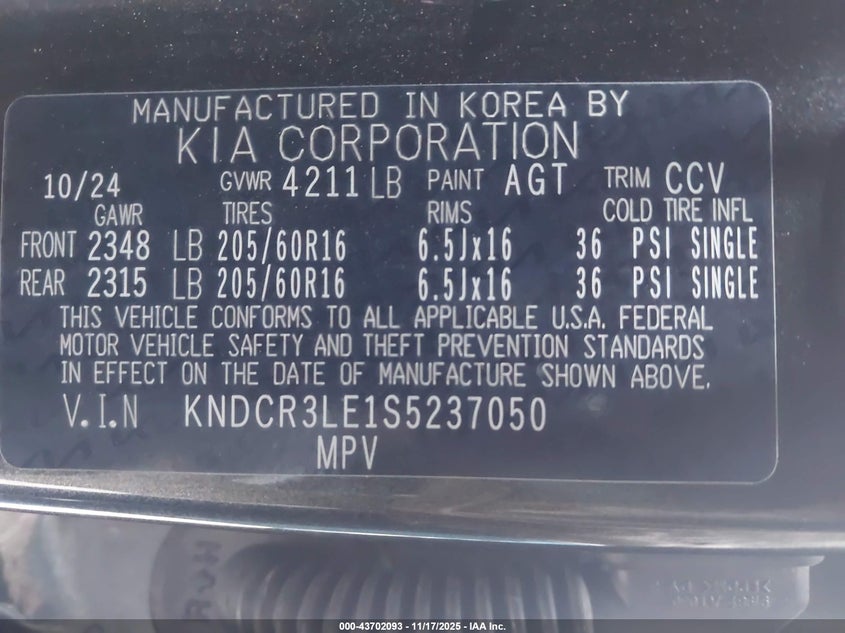 MANUFACTURED IN KOREA BY
KIA CORPORATION
10/24 GVWR 4211 LB PAINT AGT TRIM CCV
GAWR TIRES RIMS COLD TIRE INFL
FRONT 2348 LB 205/60R16 6.5Jx16 36 PSI SINGLE
REAR 2315 LB 205/60R16 6.5Jx16 36 PSI SINGLE
THIS VEHICLE CONFORMS TO ALL APPLICABLE U.S.A. FEDERAL
MOTOR VEHICLE SAFETY AND THEFT PREVENTION STANDARDS
IN EFFECT ON THE DATE OF MANUFACTURE SHOWN ABOVE.
V.I.N KNDCR3LE1S5237050
MPV
000-43702093 - 11/17/2025 - IAA Inc.